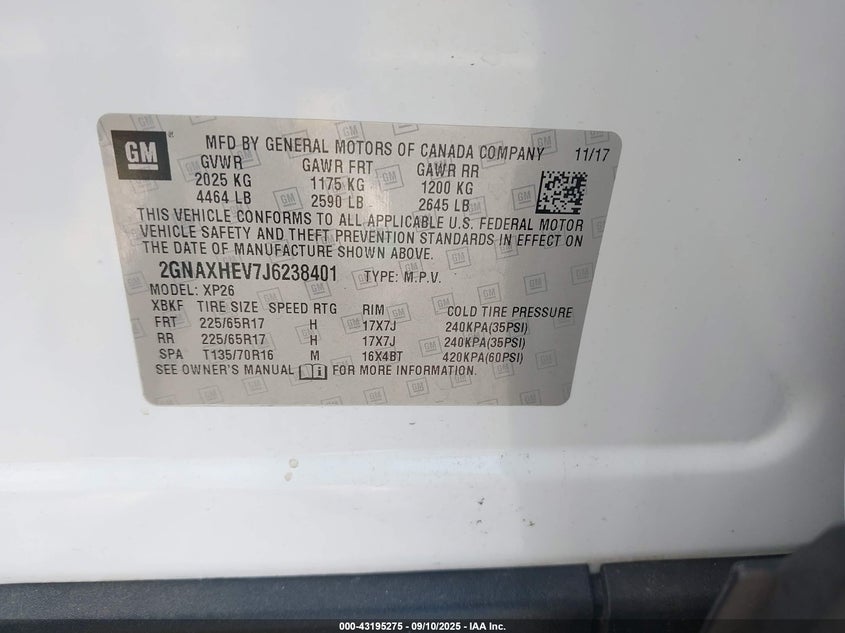 GM
MFD BY GENERAL MOTORS OF CANADA COMPANY 11/17
GVWR GAWR FRT GAWR RR
2025 KG 1175 KG 1200 KG
4464 LB 2590 LB 2645 LB
THIS VEHICLE CONFORMS TO ALL APPLICABLE U.S. FEDERAL MOTOR
VEHICLE SAFETY AND THEFT PREVENTION STANDARDS IN EFFECT ON
THE DATE OF MANUFACTURE SHOWN ABOVE.
2GNAXHEV7J6238401 TYPE: M.P.V.
MODEL: XP26
XBKF TIRE SIZE SPEED RTG RIM COLD TIRE PRESSURE
FRT 225/65R17 H 17X7J 240KPA(35PSI)
RR 225/65R17 H 17X7J 240KPA(35PSI)
SPA T135/70R16 M 16X4BT 420KPA(60PSI)
SEE OWNER'S MANUAL i FOR MORE INFORMATION.
000-43195275 - 09/10/2025 - IAA Inc.